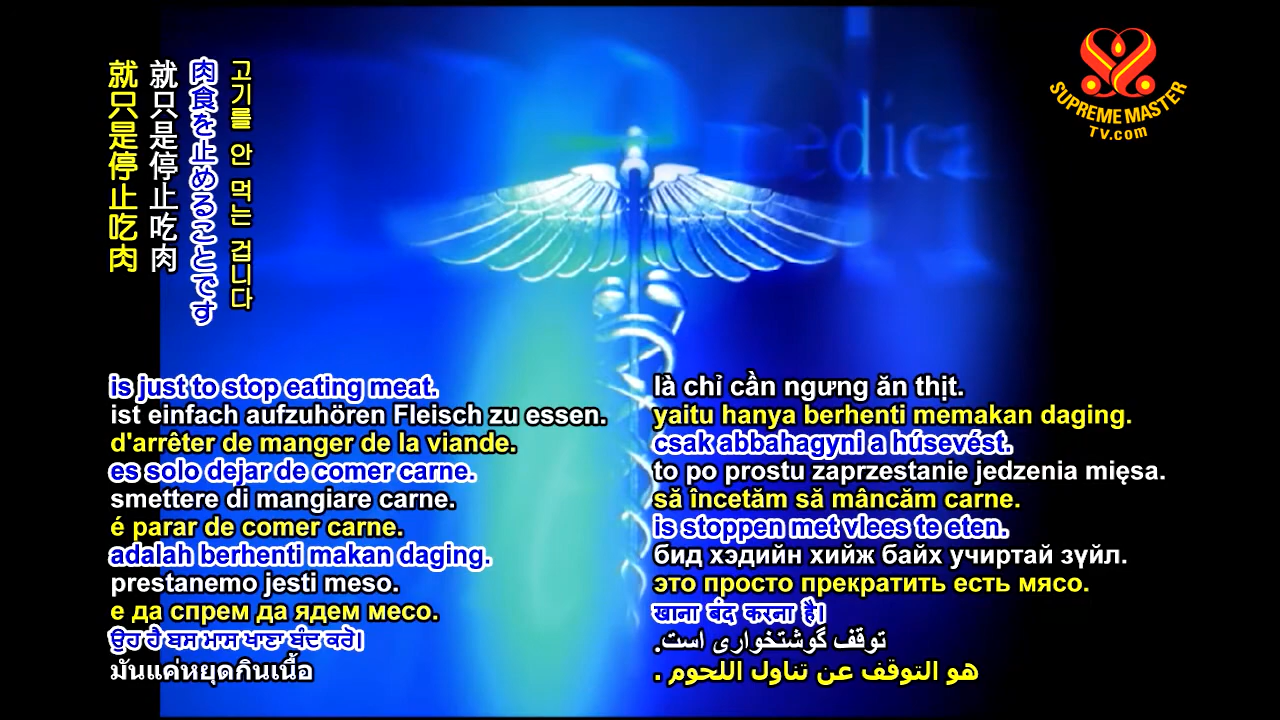 就只是停止吃肉
就只是停止吃肉
肉食を止めることです
고기를 안 먹는 겁니다
SUPREME MASTER
TV.com
medica
is just to stop eating meat.
ist einfach aufzuhören Fleisch zu essen.
d'arrêter de manger de la viande.
es solo dejar de comer carne.
smettere di mangiare carne.
é parar de comer carne.
adalah berhenti makan daging.
prestanemo jesti meso.
е да спрем да ядем месо.
ਉਹ ਹੈ ਬਸ ਮਾਸ ਖਾਣਾ ਬੰਦ ਕਰੋ।
มันแค่หยุดกินเนื้อ
là chỉ cần ngưng ăn thịt.
yaitu hanya berhenti memakan daging.
csak abbahagyni a húsevést.
to po prostu zaprzestanie jedzenia mięsa.
să încetăm să mâncăm carne.
is stoppen met vlees te eten.
бид хэдийн хийж байх учиртай зүйл.
это просто прекратить есть мясо.
खाना बंद करना है।
توقف گوشتخواری است.
هو التوقف عن تناول اللحوم .